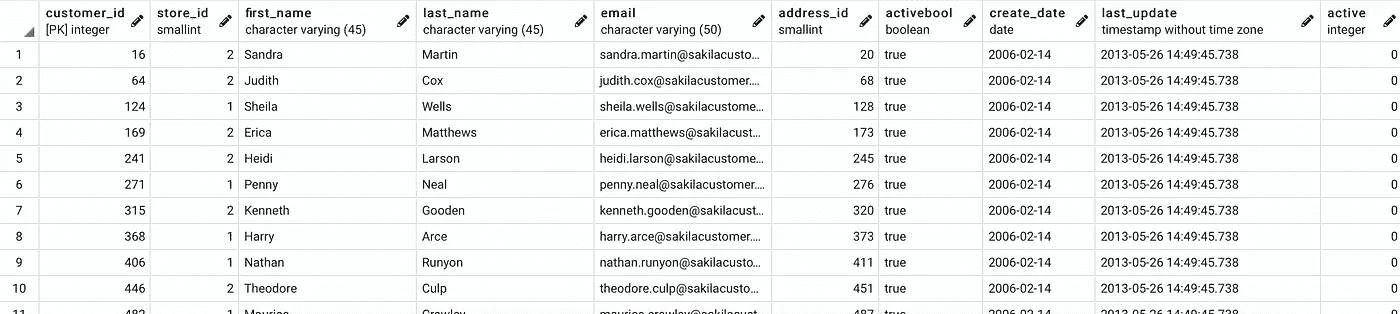 customer_id store_id first_name last_name email address_id activebool create_date last_update active
[PK] integer smallint character varying (45) character varying (45) character varying (50) smallint boolean date timestamp without time zone integer
1 16 2 Sandra Martin sandra.martin@sakilacusto... 20 true 2006-02-14 2013-05-26 14:49:45.738 0
2 64 2 Judith Cox judith.cox@sakilacustomer.... 68 true 2006-02-14 2013-05-26 14:49:45.738 0
3 124 1 Sheila Wells sheila.wells@sakilacustome... 128 true 2006-02-14 2013-05-26 14:49:45.738 0
4 169 2 Erica Matthews erica.matthews@sakilacust... 173 true 2006-02-14 2013-05-26 14:49:45.738 0
5 241 2 Heidi Larson heidi.larson@sakilacustome... 245 true 2006-02-14 2013-05-26 14:49:45.738 0
6 271 1 Penny Neal penny.neal@sakilacustomer.... 276 true 2006-02-14 2013-05-26 14:49:45.738 0
7 315 2 Kenneth Gooden kenneth.gooden@sakilacust... 320 true 2006-02-14 2013-05-26 14:49:45.738 0
8 368 1 Harry Arce harry.arce@sakilacustomer.... 373 true 2006-02-14 2013-05-26 14:49:45.738 0
9 406 1 Nathan Runyon nathan.runyon@sakilacusto... 411 true 2006-02-14 2013-05-26 14:49:45.738 0
10 446 2 Theodore Culp theodore.culp@sakilacusto... 451 true 2006-02-14 2013-05-26 14:49:45.738 0
11 482 1 Maurice Crawley maurice.crawley@sakilacust... 487 true 2006-02-14 2013-05-26 14:49:45.738 0